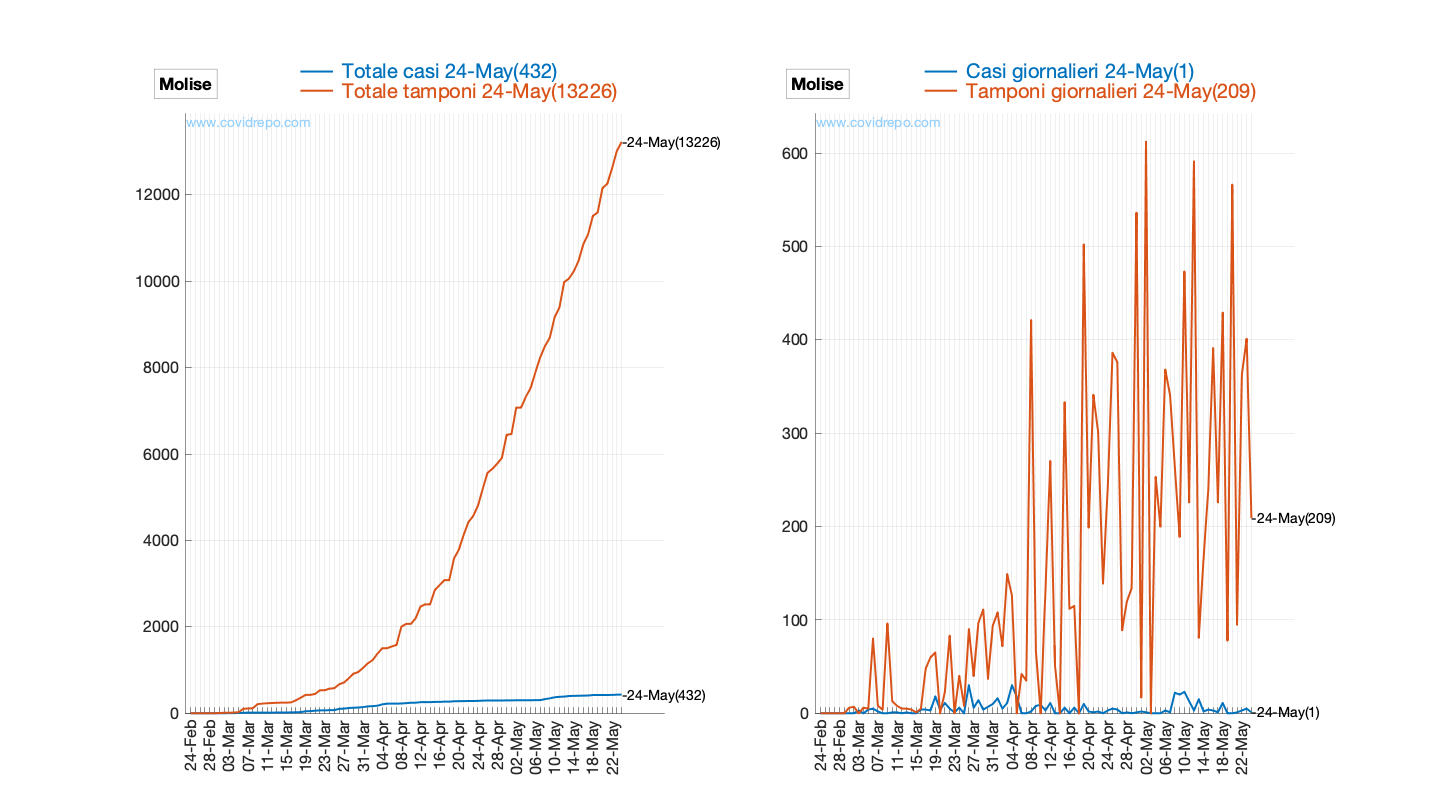 Molise
Totale casi 24-May(432)
Totale tamponi 24-May(13226)
www.covidrepo.com
24-May(13226)
12000
10000
8000
6000
4000
2000
0
24-May(432)
24-Feb
28-Feb
03-Mar
07-Mar
11-Mar
15-Mar
19-Mar
23-Mar
27-Mar
31-Mar
04-Apr
08-Apr
12-Apr
16-Apr
20-Apr
24-Apr
28-Apr
02-May
06-May
10-May
14-May
18-May
22-May
Molise
Casi giornalieri 24-May(1)
Tamponi giornalieri 24-May(209)
www.covidrepo.com
600
500
400
300
200
100
0
24-May(209)
24-May(1)
24-Feb
28-Feb
03-Mar
07-Mar
11-Mar
15-Mar
19-Mar
23-Mar
27-Mar
31-Mar
04-Apr
08-Apr
12-Apr
16-Apr
20-Apr
24-Apr
28-Apr
02-May
06-May
10-May
14-May
18-May
22-May